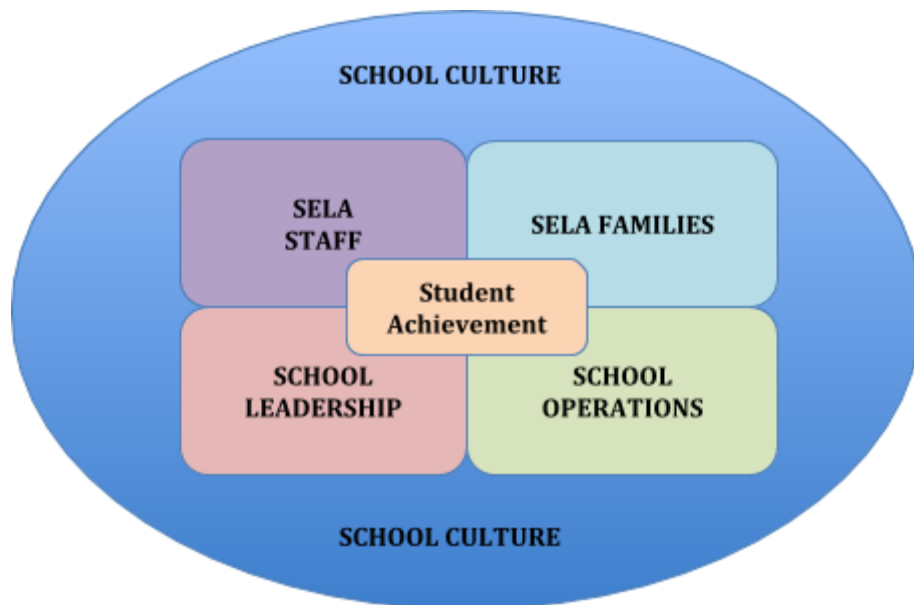 SCHOOL CULTURE
SELA
STAFF
SELA FAMILIES
Student
Achievement
SCHOOL
LEADERSHIP
SCHOOL
OPERATIONS
SCHOOL CULTURE